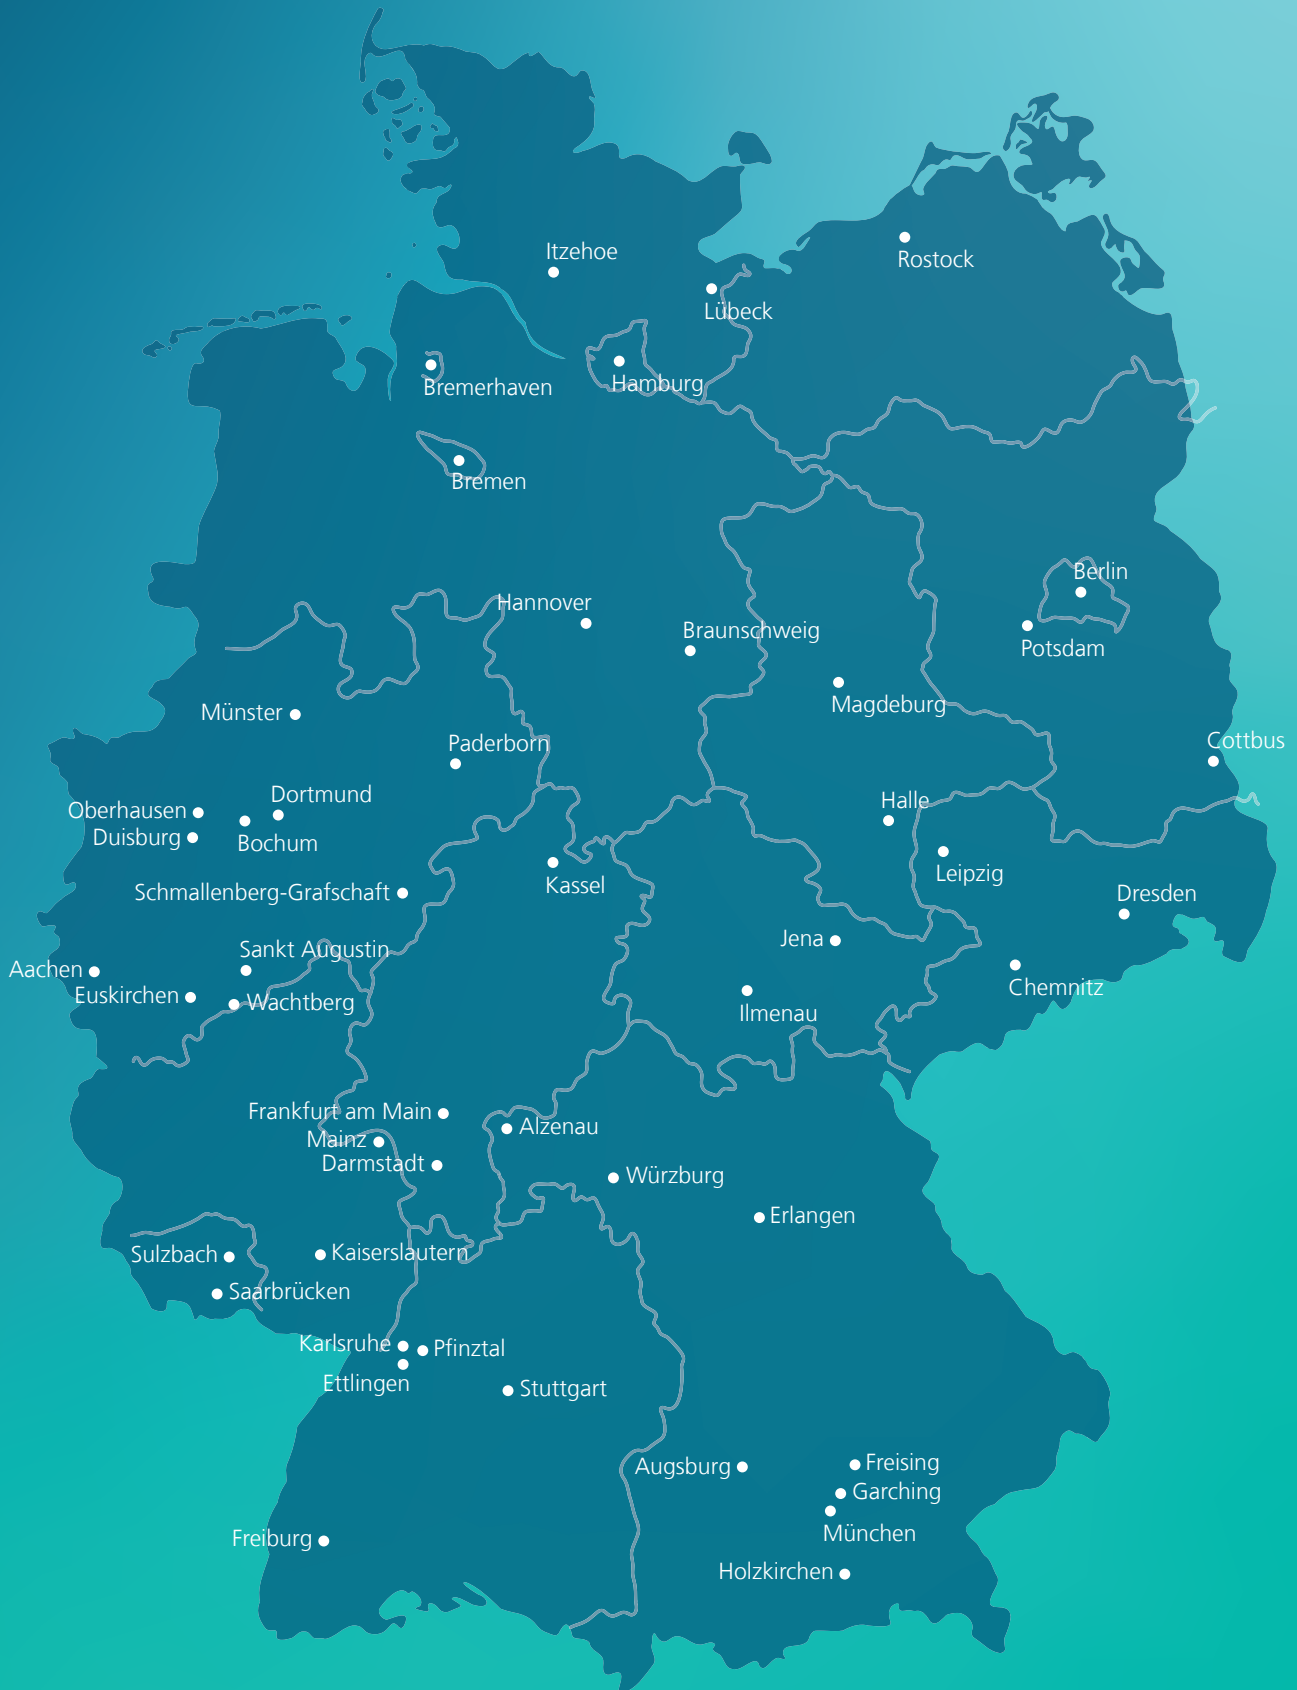 Itzehoe
Rostock
Lübeck
Hamburg
Bremerhaven
Bremen
Berlin
Hannover
Braunschweig
Potsdam
Magdeburg
Münster
Cottbus
Paderborn
Dortmund
Halle
Oberhausen
Duisburg
Bochum
Leipzig
Kassel
Schmallenberg-Grafschaft
Dresden
Jena
Sankt Augustin
Aachen
Chemnitz
Euskirchen
Wachtberg
Ilmenau
Frankfurt am Main
Alzenau
Mainz
Darmstadt
Würzburg
Erlangen
Kaiserslautern
Sulzbach
Saarbrücken
Karlsruhe
Pfinztal
Ettlingen
Stuttgart
Freising
Augsburg
Garching
München
Freiburg
Holzkirchen